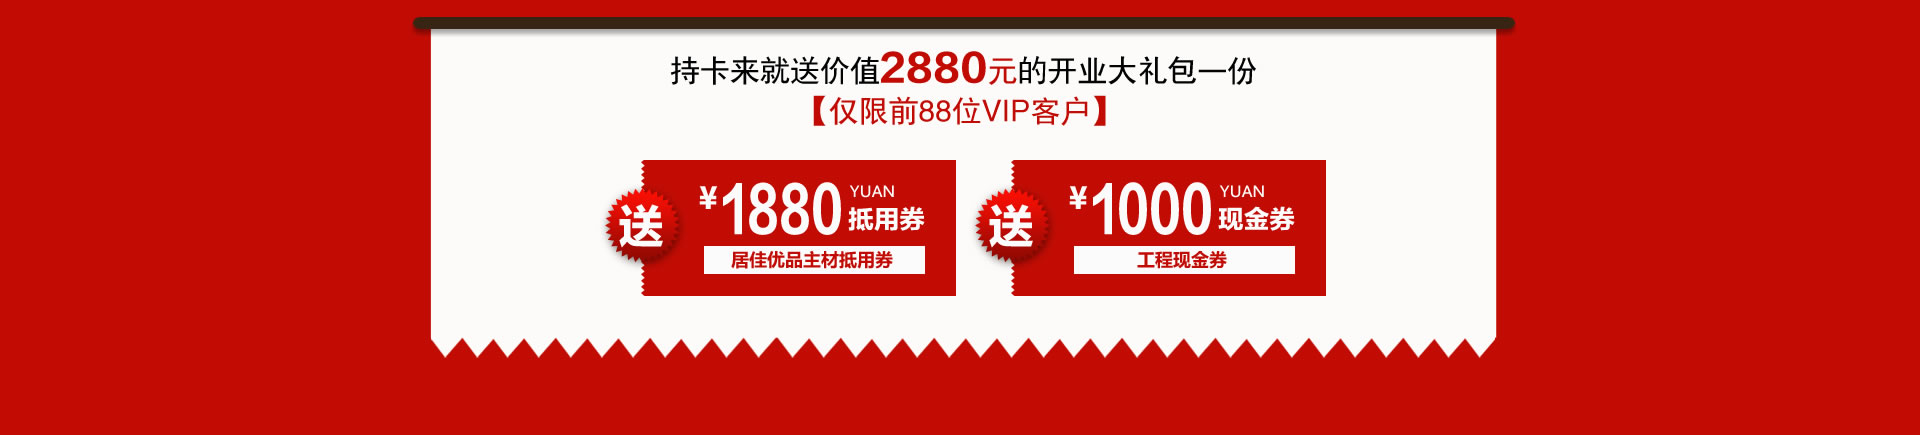 持卡来就送价值2880元的开业大礼包一份
【仅限前88位VIP客户】
送
¥1880 YUAN 抵用券
居佳优品主材抵用券
送
¥1000 YUAN 现金券
工程现金券